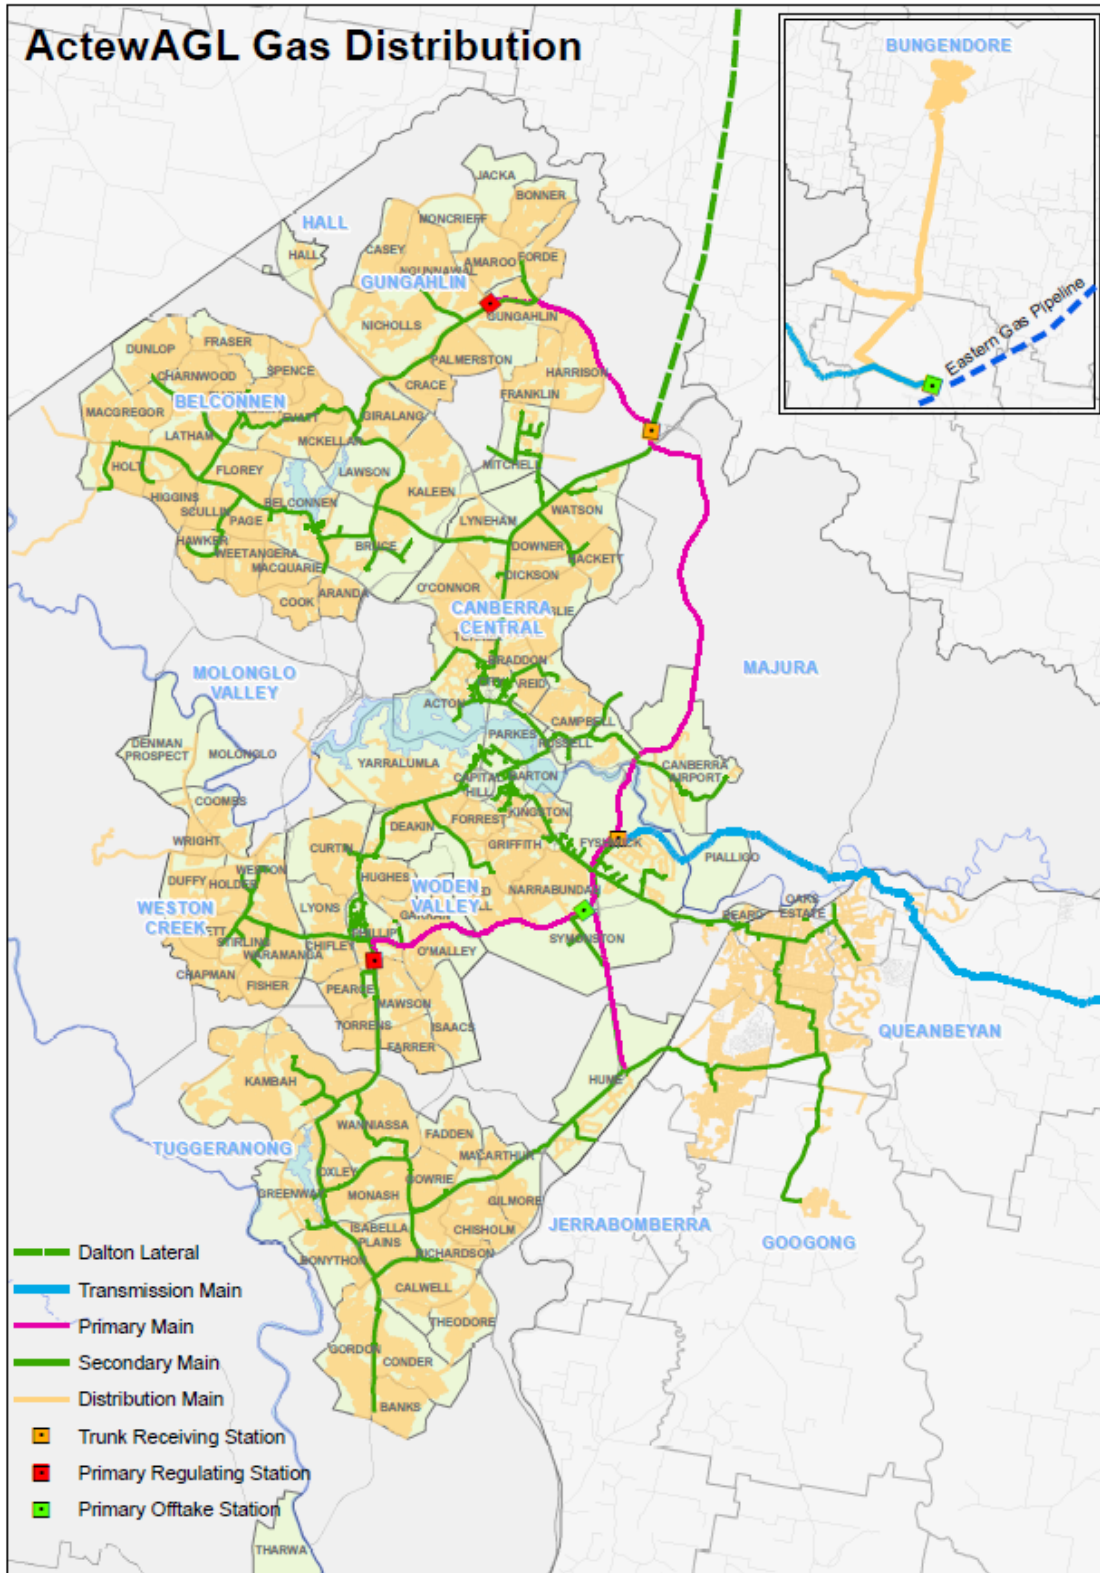 ActewAGL Gas Distribution
BUNGENDORE
Eastern Gas Pipeline
JACKA
BONNER
MONCRIEFF
HALL
HALL
CASEY
AMAROO
FORDE
NGUNNAWAL
GUNGAHLIN
GUNGAHLIN
NICHOLLS
DUNLOP
FRASER
PALMERSTON
SPENCE
CHARNWOOD
HARRISON
CRACE
FRANKLIN
BELCONNEN
MACGREGOR
EVATT
GIRALANG
LATHAM
MCKELLAR
HOLT
FLOREY
LAWSON
MITCHELL
KALEEN
HIGGINS
BELCONNEN
SCULLIN
WATSON
PAGE
LYNEHAM
HAWKER
BRUCE
DOWNER
WEETANGERA
HACKETT
MACQUARIE
DICKSON
O'CONNOR
ARANDA
COOK
CANBERRA
CENTRAL
BRADDON
MOLONGLO
VALLEY
MAJURA
REID
ACTON
CAMPBELL
PARKES
RUSSELL
DENMAN
PROSPECT
MOLONGLO
YARRALUMLA
CANBERRA
AIRPORT
CAPITAL
HILL
BARTON
COOMBS
KINGSTON
FORREST
DEAKIN
WRIGHT
GRIFFITH
FYSHWICK
CURTIN
PIALLIGO
WESTON
HUGHES
DUFFY
HOLDER
WODEN
VALLEY
NARRABUNDAH
LYONS
OAKS
ESTATE
WESTON
CREEK
BEARD
GARRAN
PHILLIP
STIRLING
CHIFLEY
SYMONSTON
WARAMANGA
O'MALLEY
CHAPMAN
FISHER
PEARCE
MAWSON
TORRENS
ISAACS
QUEANBEYAN
FARRER
KAMBAH
HUME
WANNIASSA
FADDEN
TUGGERANONG
MACARTHUR
OXLEY
GOWRIE
GREENWAY
MONASH
GILMORE
JERRABOMBERRA
ISABELLA
PLAINS
CHISHOLM
GOOGONG
RICHARDSON
BONYTHON
CALWELL
THEODORE
GORDON
CONDER
BANKS
THARWA
Dalton Lateral
Transmission Main
Primary Main
Secondary Main
Distribution Main
Trunk Receiving Station
Primary Regulating Station
Primary Offtake Station